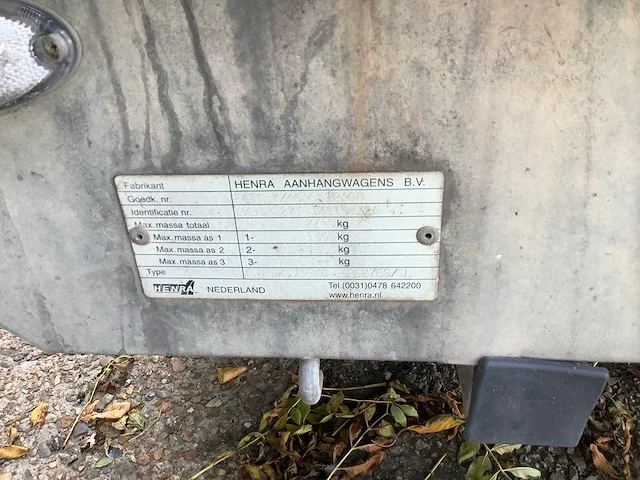 Fabrikant HENRA AANHANGWAGENS B.V.
Goedk. nr.
Identificatie nr.
Max. massa totaal kg
Max. massa as 1 1- kg
Max. massa as 2 2- kg
Max. massa as 3 3- kg
Type
HENRA NEDERLAND Tel.(0031)0478 642200
www.henra.nl